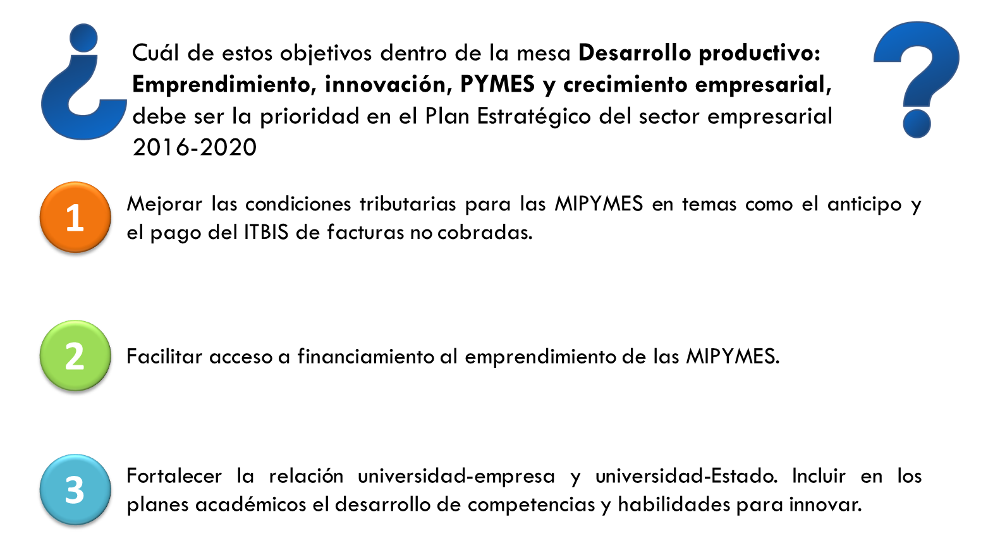 ¿ Cuál de estos objetivos dentro de la mesa Desarrollo productivo: ?
Emprendimiento, innovación, PYMES y crecimiento empresarial,
debe ser la prioridad en el Plan Estratégico del sector empresarial
2016-2020
1 Mejorar las condiciones tributarias para las MIPYMES en temas como el anticipo y
el pago del ITBIS de facturas no cobradas.
2 Facilitar acceso a financiamiento al emprendimiento de las MIPYMES.
3 Fortalecer la relación universidad-empresa y universidad-Estado. Incluir en los
planes académicos el desarrollo de competencias y habilidades para innovar.